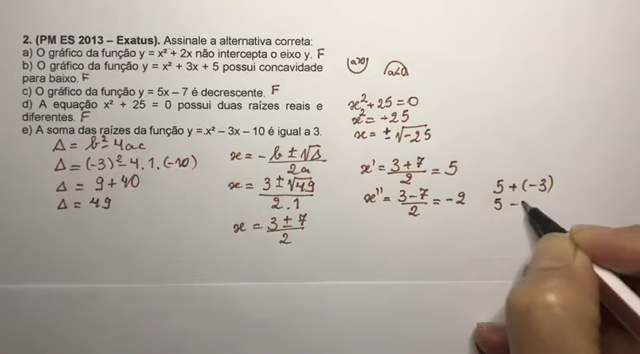 2. (PM ES 2013 – Exatus). Assinale a alternativa correta:
a) O gráfico da função y = x² + 2x não intercepta o eixo y. F
b) O gráfico da função y = x² + 3x + 5 possui concavidade
para baixo. F
c) O gráfico da função y = 5x – 7 é decrescente. F
d) A equação x² + 25 = 0 possui duas raízes reais e
diferentes. F
e) A soma das raízes da função y = x² – 3x – 10 é igual a 3.
Δ = b² - 4ac
Δ = (-3)² - 4.1.(-10)
Δ = 9 + 40
Δ = 49
x = -b ± √Δ / 2a
x = 3 ± √49 / 2.1
x = 3 ± 7 / 2
a>0
a<0
x² + 25 = 0
x² = -25
x = ± √-25
x' = 3 + 7 / 2 = 5
x'' = 3 - 7 / 2 = -2
5 + (-3)
5 -